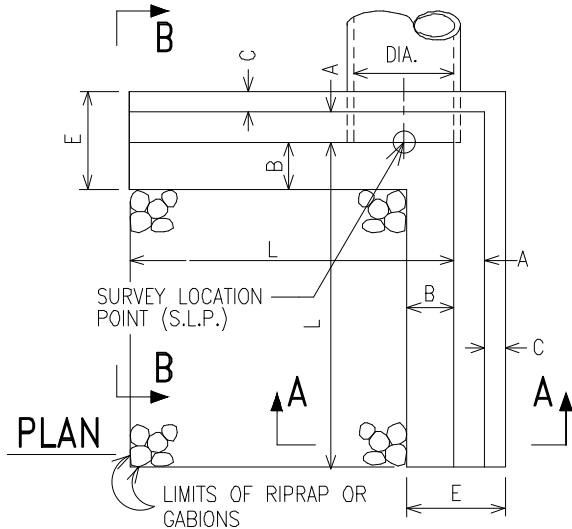 B
C
A
DIA.
E
B
L
A
SURVEY LOCATION
POINT (S.L.P.)
L
B
C
B
A
A
PLAN
LIMITS OF RIPRAP OR
GABIONS
E